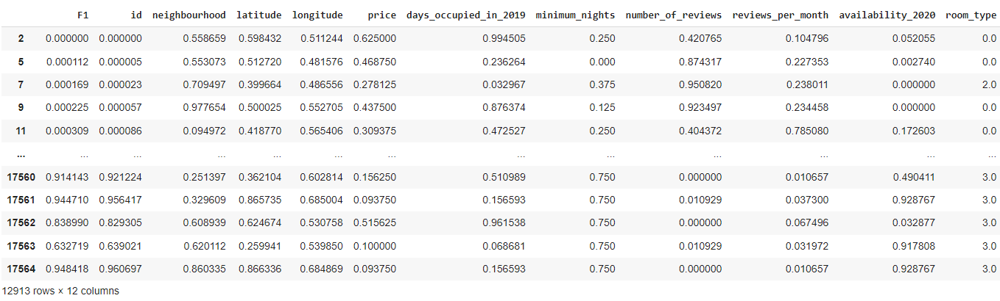 F1 id neighbourhood latitude longitude price days_occupied_in_2019 minimum_nights number_of_reviews reviews_per_month availability_2020 room_type
2 0.000000 0.000000 0.558659 0.598432 0.511244 0.625000 0.994505 0.250 0.420765 0.104796 0.052055 0.0
5 0.000112 0.000005 0.553073 0.512720 0.481576 0.468750 0.236264 0.000 0.874317 0.227353 0.002740 0.0
7 0.000169 0.000023 0.709497 0.399664 0.486556 0.278125 0.032967 0.375 0.950820 0.238011 0.000000 2.0
9 0.000225 0.000057 0.977654 0.500025 0.552705 0.437500 0.876374 0.125 0.923497 0.234458 0.000000 0.0
11 0.000309 0.000086 0.094972 0.418770 0.565406 0.309375 0.472527 0.250 0.404372 0.785080 0.172603 0.0
... ... ... ... ... ... ... ... ... ... ... ... ...
17560 0.914143 0.921224 0.251397 0.362104 0.602814 0.156250 0.510989 0.750 0.000000 0.010657 0.490411 3.0
17561 0.944710 0.956417 0.329609 0.865735 0.685004 0.093750 0.156593 0.750 0.010929 0.037300 0.928767 3.0
17562 0.838990 0.829305 0.608939 0.624674 0.530758 0.515625 0.961538 0.750 0.000000 0.067496 0.032877 3.0
17563 0.632719 0.639021 0.620112 0.259941 0.539850 0.100000 0.068681 0.750 0.010929 0.031972 0.917808 3.0
17564 0.948418 0.960697 0.860335 0.866336 0.684869 0.093750 0.156593 0.750 0.000000 0.010657 0.928767 3.0
12913 rows × 12 columns